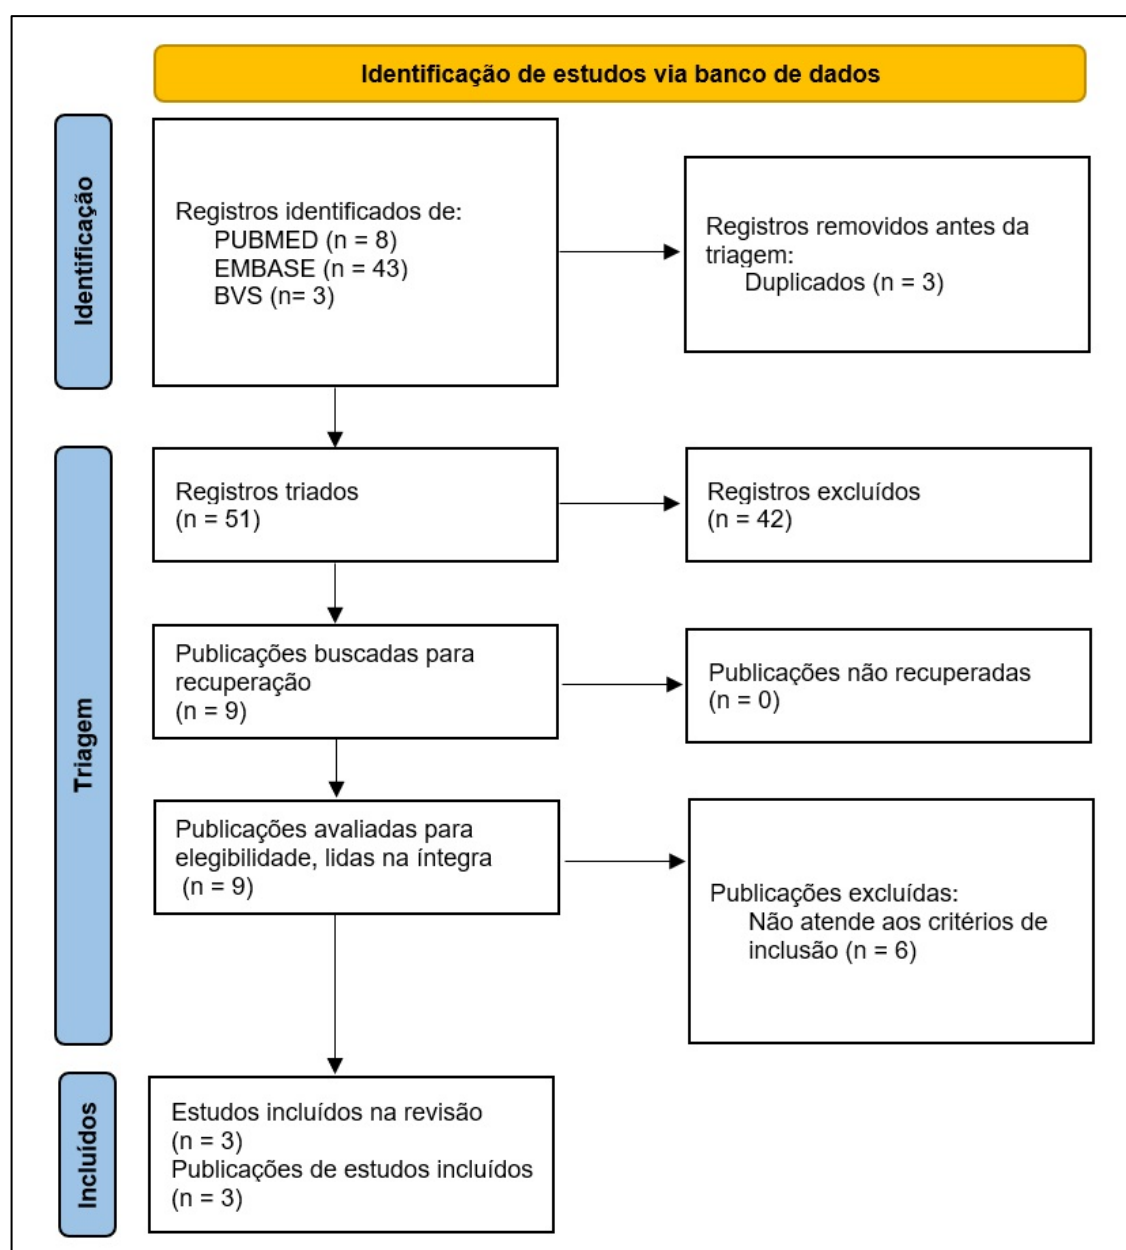 Identificação de estudos via banco de dados
Identificação
Registros identificados de:
PUBMED (n = 8)
EMBASE (n = 43)
BVS (n= 3)
Registros removidos antes da
triagem:
Duplicados (n = 3)
Triagem
Registros triados
(n = 51)
Registros excluídos
(n = 42)
Publicações buscadas para
recuperação
(n = 9)
Publicações não recuperadas
(n = 0)
Publicações avaliadas para
elegibilidade, lidas na íntegra
(n = 9)
Publicações excluídas:
Não atende aos critérios de
inclusão (n = 6)
Incluídos
Estudos incluídos na revisão
(n = 3)
Publicações de estudos incluídos
(n = 3)